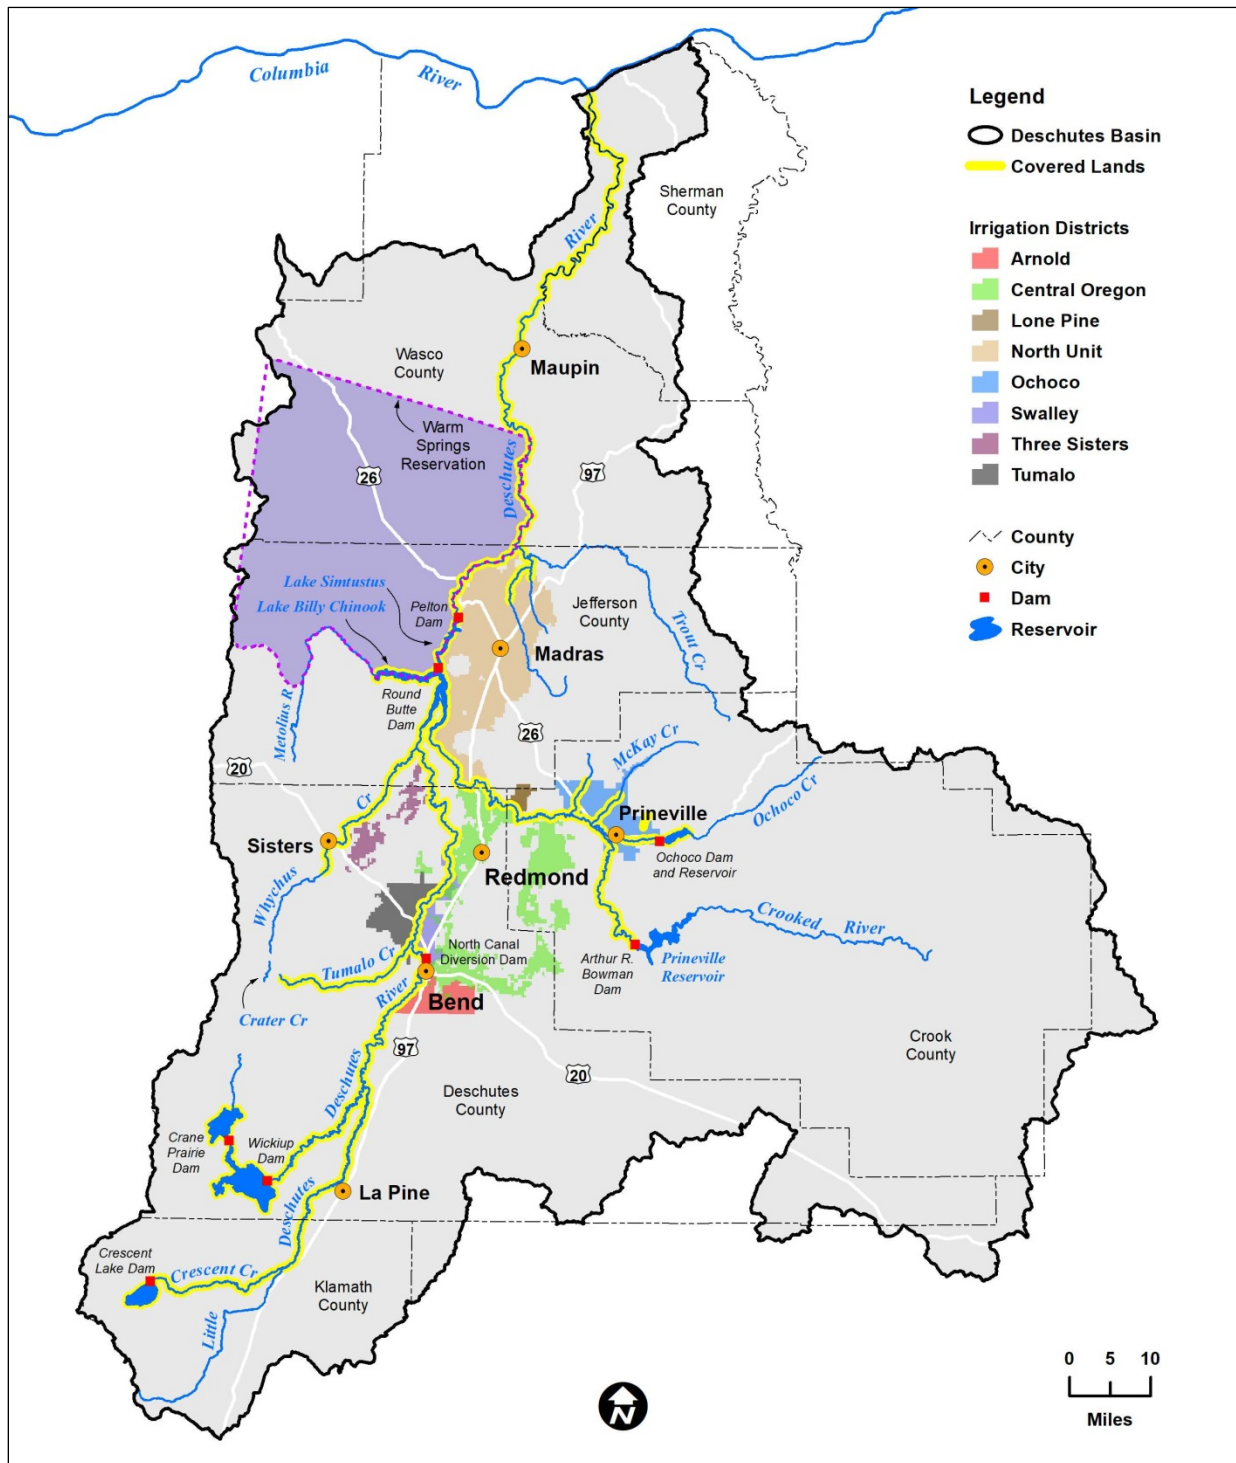 Columbia
River
Legend
Deschutes Basin
Covered Lands
Sherman
County
River
Irrigation Districts
Arnold
Central Oregon
Lone Pine
North Unit
Ochoco
Swalley
Three Sisters
Tumalo
Wasco
County
Maupin
Warm
Springs
Reservation
26
97
Deschutes
County
City
Dam
Reservoir
Lake Simtustus
Lake Billy Chinook
Pelton
Dam
Jefferson
County
Trout Cr
Madras
Metolius R
Round
Butte
Dam
26
McKay Cr
20
Ochoco Cr
Cr
Prineville
Sisters
Ochoco Dam
and Reservoir
Redmond
Whychus
Crooked River
North Canal
Diversion Dam
Tumalo Cr
Arthur R.
Bowman
Dam
Prineville
Reservoir
River
Bend
Crater Cr
97
Crook
County
20
Deschutes
Deschutes
County
Crane
Prairie
Dam
Wickiup
Dam
La Pine
Deschutes
Crescent
Lake Dam
Crescent Cr
Klamath
County
Little
N
0 5 10
Miles